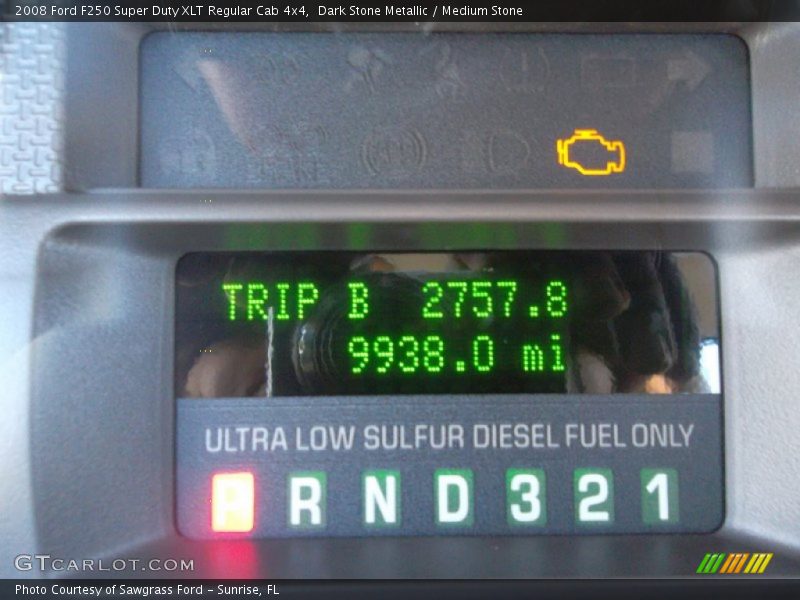 2008 Ford F250 Super Duty XLT Regular Cab 4x4,  Dark Stone Metallic / Medium Stone
TRIP B 2757.8
9938.0 mi
ULTRA LOW SULFUR DIESEL FUEL ONLY
P R N D 3 2 1
GTCARLOT.COM
Photo Courtesy of Sawgrass Ford - Sunrise, FL